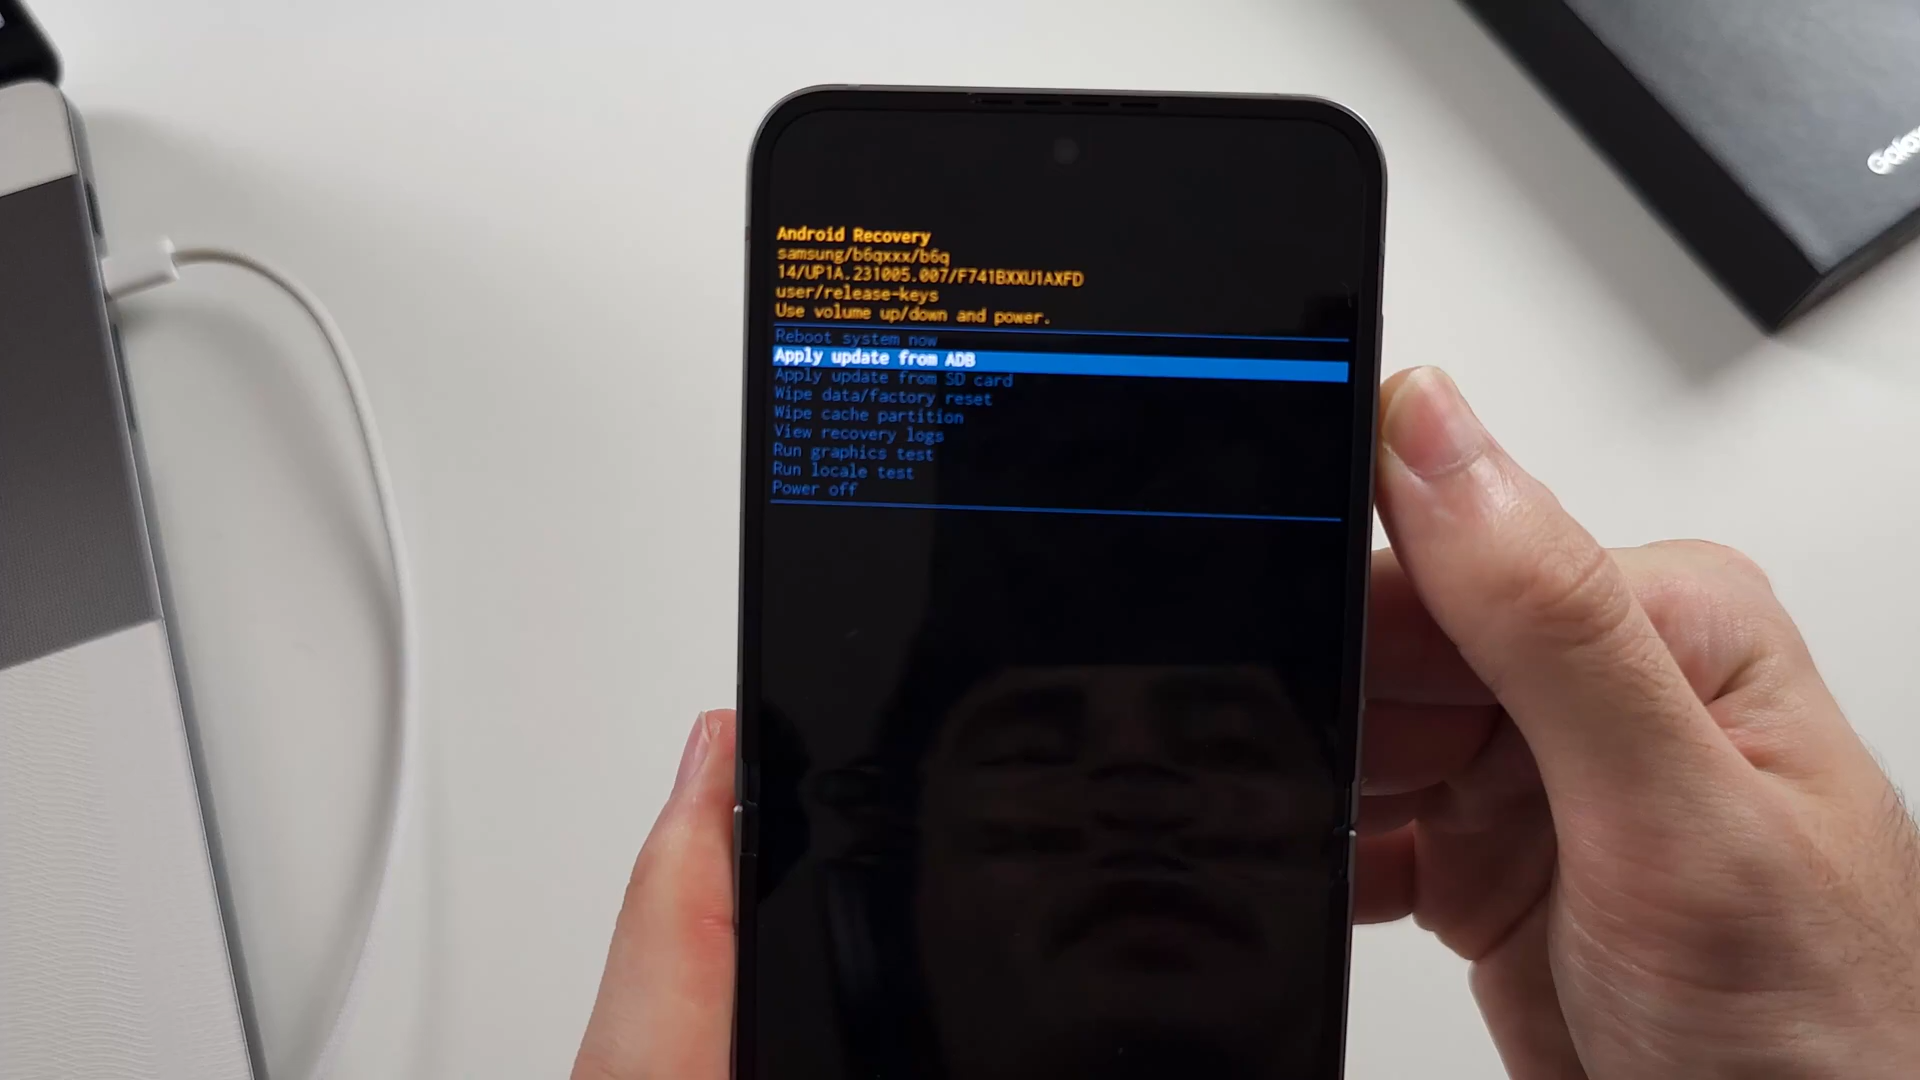 Android Recovery
samsung/b6qxxx/b6q
14/UP1A.231005.007/F741BXXU1AXFD
user/release-keys
Use volume up/down and power.
Reboot system now
Apply update from ADB
Apply update from SD card
Wipe data/factory reset
Wipe cache partition
View recovery logs
Run graphics test
Run locale test
Power off